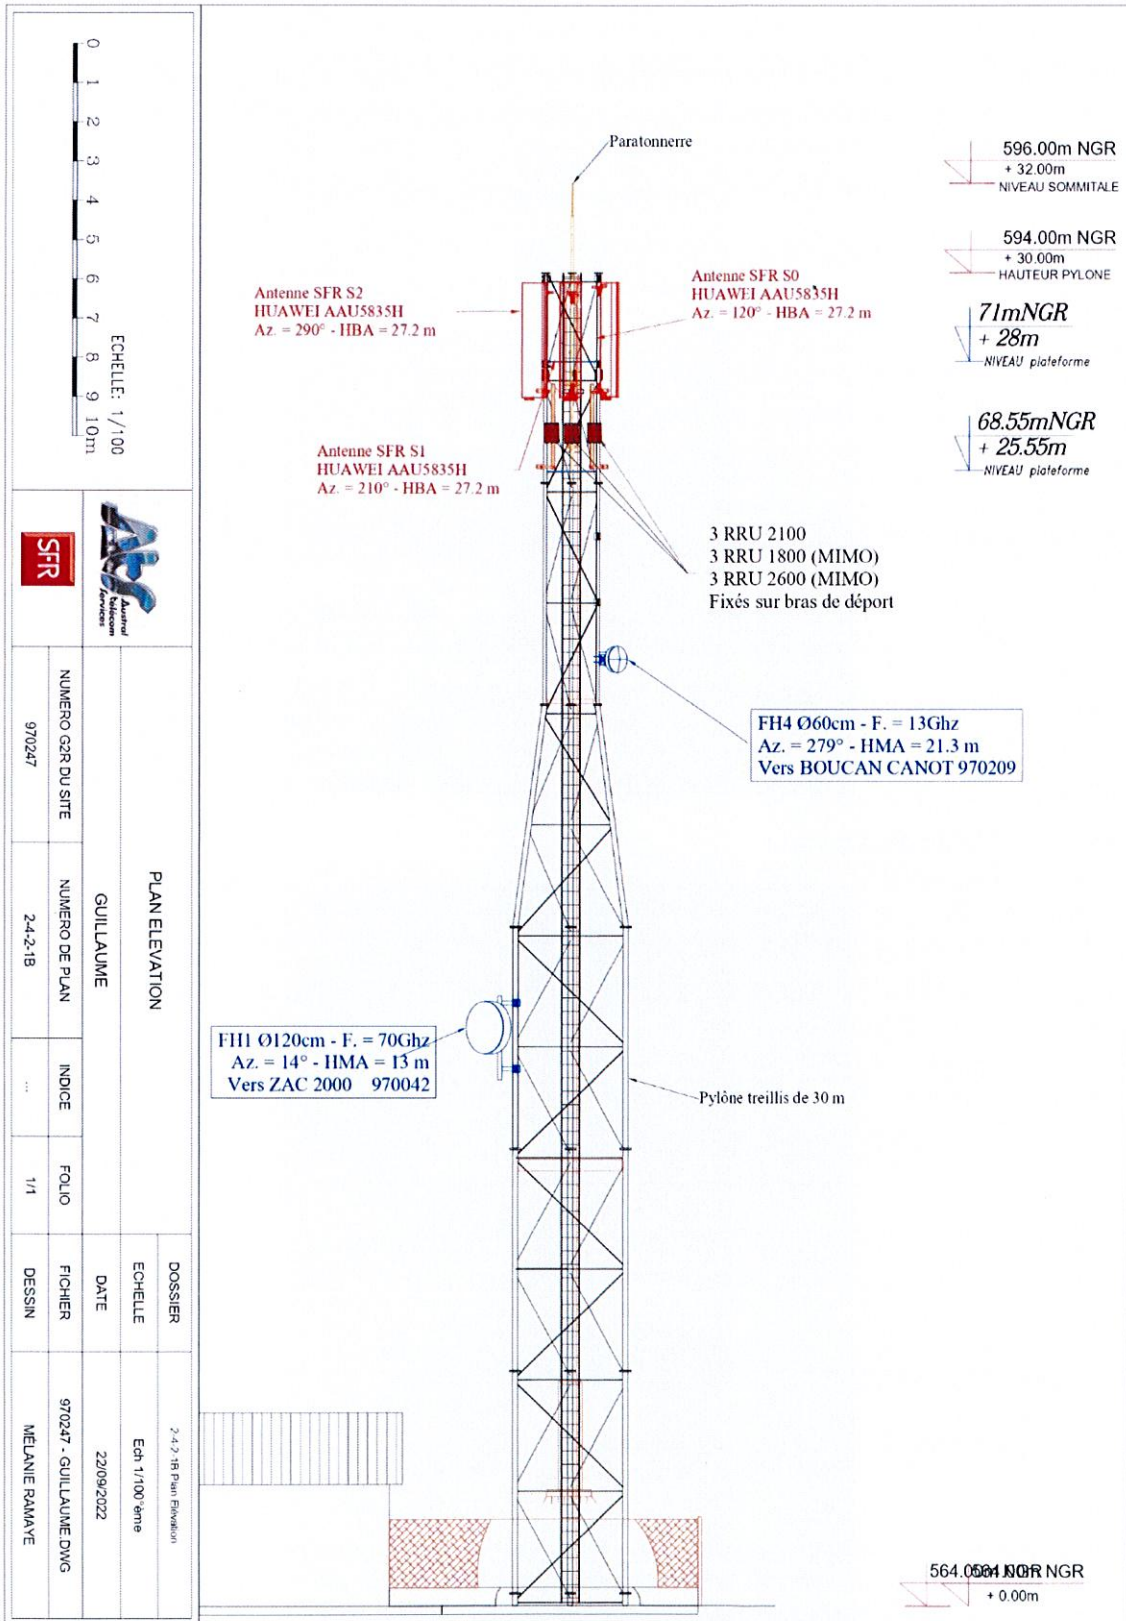 Paratonnerre
596.00m NGR
+ 32.00m
NIVEAU SOMMITALE
594.00m NGR
+ 30.00m
HAUTEUR PYLONE
71mNGR
+ 28m
NIVEAU plateforme
68.55mNGR
+ 25.55m
NIVEAU plateforme
Antenne SFR S2
HUAWEI AAU5835H
Az. = 290° - HBA = 27.2 m
Antenne SFR S0
HUAWEI AAU5835H
Az. = 120° - HBA = 27.2 m
Antenne SFR S1
HUAWEI AAU5835H
Az. = 210° - HBA = 27.2 m
3 RRU 2100
3 RRU 1800 (MIMO)
3 RRU 2600 (MIMO)
Fixés sur bras de déport
FH4 Ø60cm - F. = 13Ghz
Az. = 279° - HMA = 21.3 m
Vers BOUCAN CANOT 970209
FH1 Ø120cm - F. = 70Ghz
Az. = 14° - HMA = 13 m
Vers ZAC 2000 970042
Pylône treillis de 30 m
564.00m NGR
+ 0.00m
0 1 2 3 4 5 6 7 8 9 10m
ECHELLE: 1/100
AtS
Austral
telecom
Services
SFR
PLAN ELEVATION
GUILLAUME
NUMERO G2R DU SITE
970247
NUMERO DE PLAN
2-4-2-1B
INDICE
...
FOLIO
1/1
DOSSIER
2-4-2-1B Plan Elévation
ECHELLE
Ech 1/100°ème
DATE
22/09/2022
FICHIER
970247 - GUILLAUME.DWG
DESSIN
MÉLANIE RAMAYE